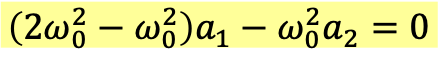 (2ω₀² − ω₀²)a₁ − ω₀²a₂ = 0